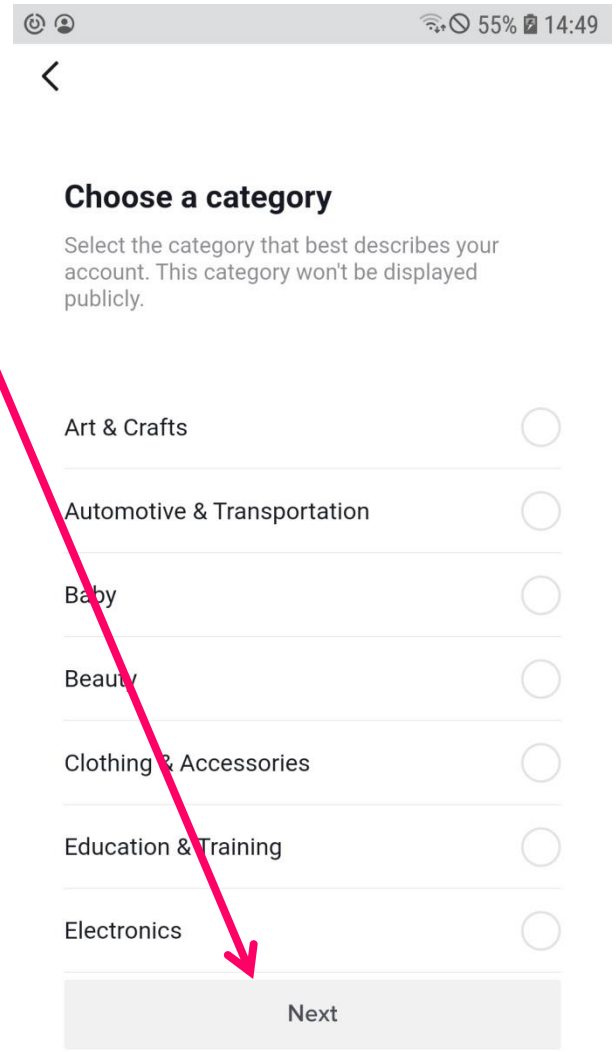 55% 14:49
Choose a category
Select the category that best describes your
account. This category won't be displayed
publicly.
Art & Crafts
Automotive & Transportation
Baby
Beauty
Clothing & Accessories
Education & Training
Electronics
Next